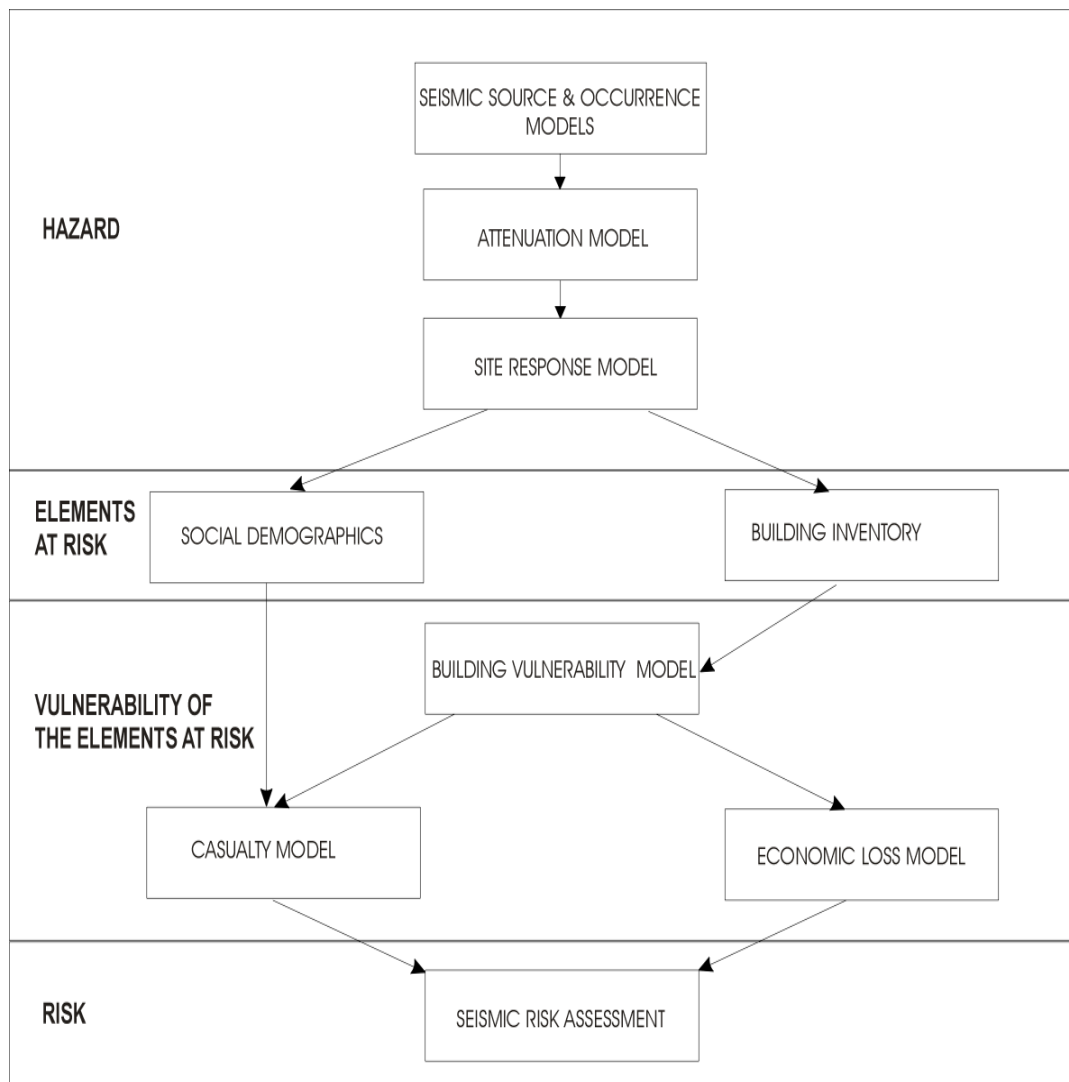 SEISMIC SOURCE & OCCURRENCE
MODELS
HAZARD
ATTENUATION MODEL
SITE RESPONSE MODEL
ELEMENTS
AT RISK
SOCIAL DEMOGRAPHICS
BUILDING INVENTORY
BUILDING VULNERABILITY MODEL
VULNERABILITY OF
THE ELEMENTS AT RISK
CASUALTY MODEL
ECONOMIC LOSS MODEL
RISK
SEISMIC RISK ASSESSMENT